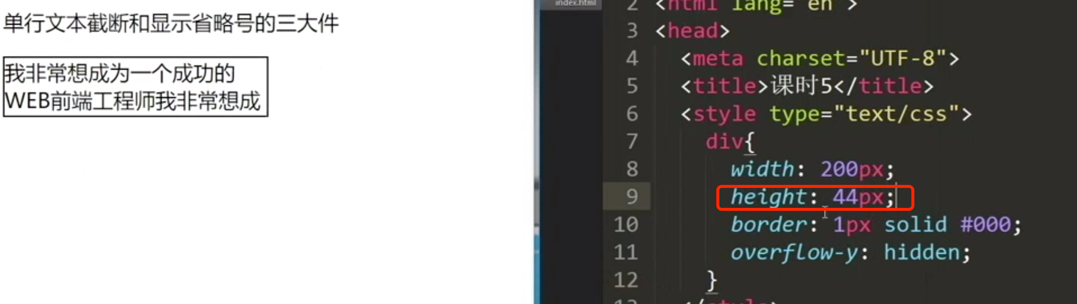 单行文本截断和显示省略号的三大件
我非常想成为一个成功的
WEB前端工程师我非常想成
index.html
2 <html lang="en">
3 <head>
4 <meta charset="UTF-8">
5 <title>课时5</title>
6 <style type="text/css">
7 div{
8 width: 200px;
9 height: 44px;
10 border: 1px solid #000;
11 overflow-y: hidden;
12 }
13 </style>